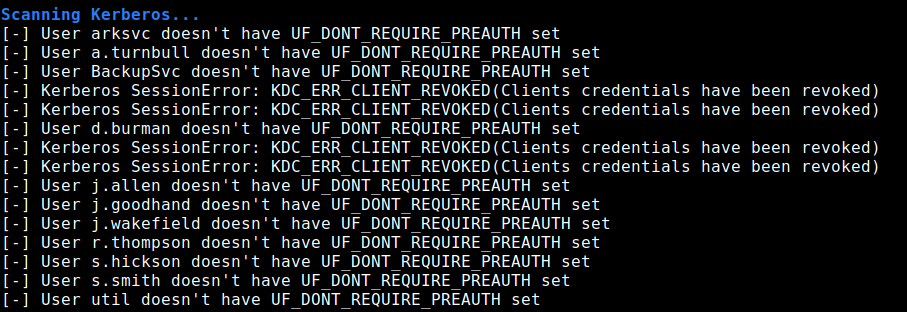 Scanning Kerberos...
[-] User arksvc doesn't have UF_DONT_REQUIRE_PREAUTH set
[-] User a.turnbull doesn't have UF_DONT_REQUIRE_PREAUTH set
[-] User BackupSvc doesn't have UF_DONT_REQUIRE_PREAUTH set
[-] Kerberos SessionError: KDC_ERR_CLIENT_REVOKED(Clients credentials have been revoked)
[-] Kerberos SessionError: KDC_ERR_CLIENT_REVOKED(Clients credentials have been revoked)
[-] User d.burman doesn't have UF_DONT_REQUIRE_PREAUTH set
[-] Kerberos SessionError: KDC_ERR_CLIENT_REVOKED(Clients credentials have been revoked)
[-] Kerberos SessionError: KDC_ERR_CLIENT_REVOKED(Clients credentials have been revoked)
[-] User j.allen doesn't have UF_DONT_REQUIRE_PREAUTH set
[-] User j.goodhand doesn't have UF_DONT_REQUIRE_PREAUTH set
[-] User j.wakefield doesn't have UF_DONT_REQUIRE_PREAUTH set
[-] User r.thompson doesn't have UF_DONT_REQUIRE_PREAUTH set
[-] User s.hickson doesn't have UF_DONT_REQUIRE_PREAUTH set
[-] User s.smith doesn't have UF_DONT_REQUIRE_PREAUTH set
[-] User util doesn't have UF_DONT_REQUIRE_PREAUTH set